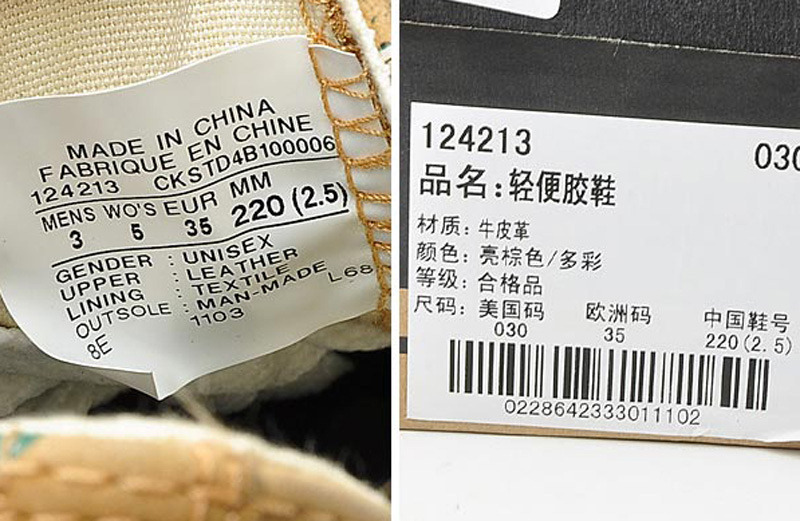 MADE IN CHINA
FABRIQUE EN CHINE
124213 CKSTD4B100006
MENS WO'S EUR MM
3 5 35 220 (2.5)
GENDER : UNISEX
UPPER : LEATHER
LINING : TEXTILE
OUTSOLE : MAN-MADE L68
8E 1103
124213 030
品名:轻便胶鞋
材质:牛皮革
颜色:亮棕色/多彩
等级:合格品
尺码:美国码 欧洲码 中国鞋号
030 35 220(2.5)
0228642333011102